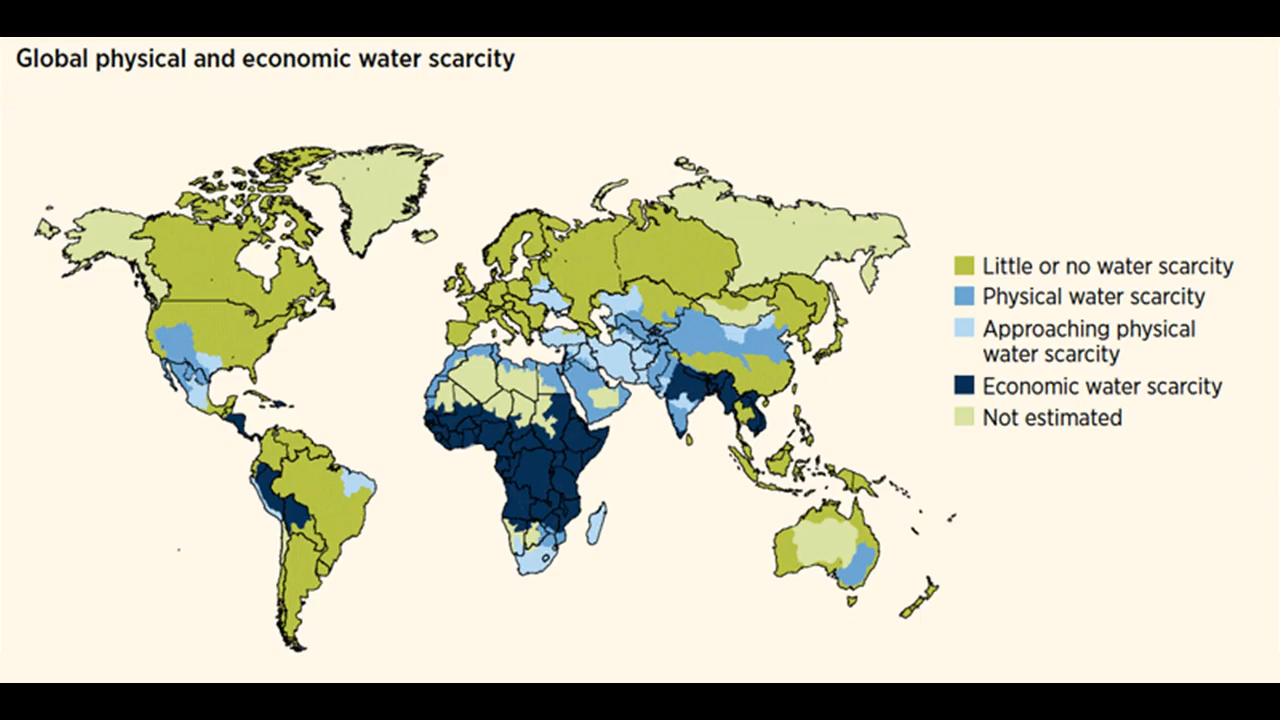 Global physical and economic water scarcity
Little or no water scarcity
Physical water scarcity
Approaching physical
water scarcity
Economic water scarcity
Not estimated